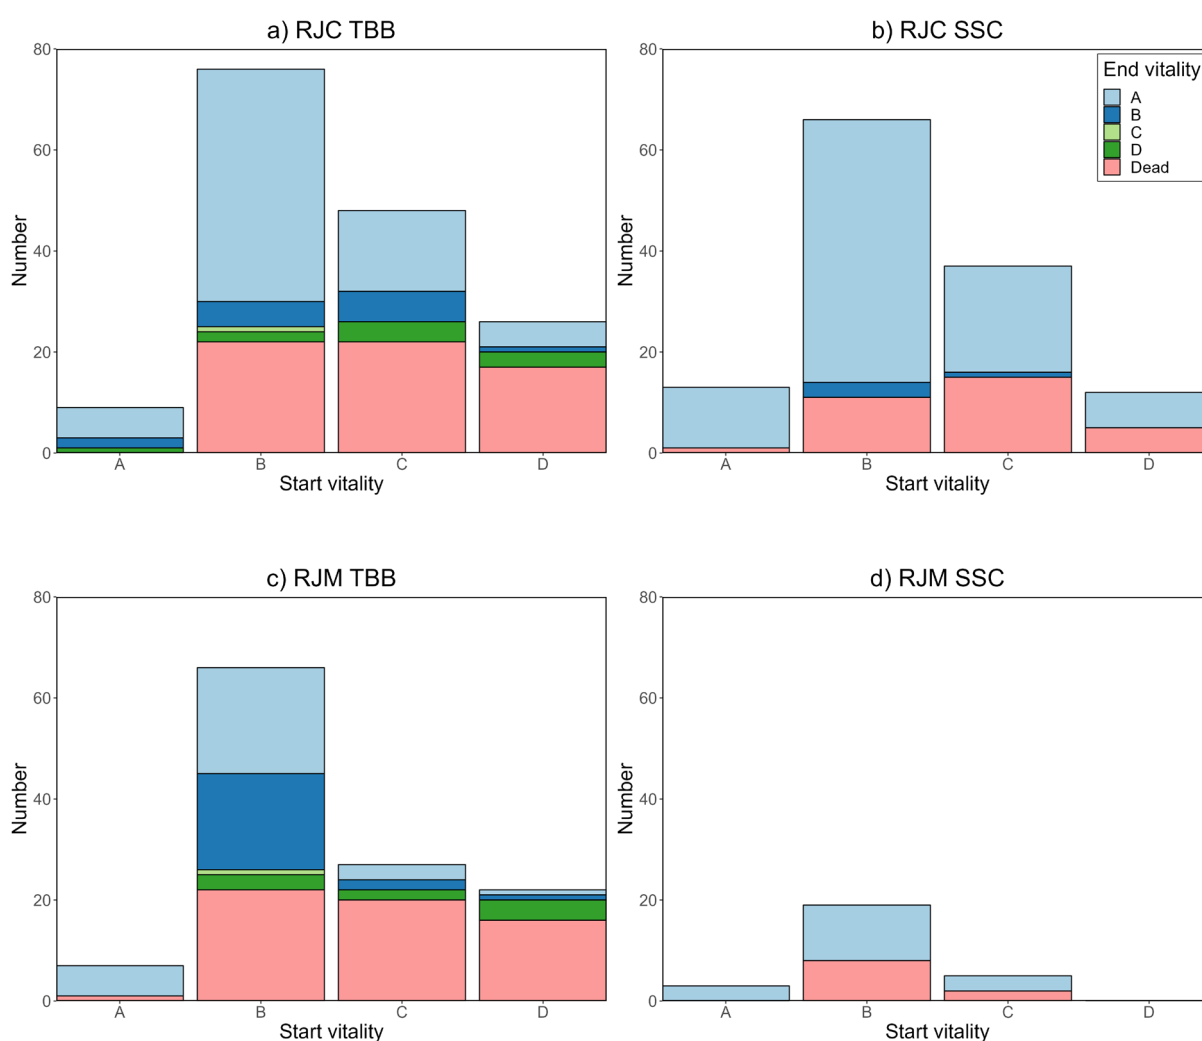 a) RJC TBB
80
60
40
20
0
Number
A B C D
Start vitality
b) RJC SSC
80
60
40
20
0
Number
A B C D
Start vitality
End vitality
A
B
C
D
Dead
c) RJM TBB
80
60
40
20
0
Number
A B C D
Start vitality
d) RJM SSC
80
60
40
20
0
Number
A B C D
Start vitality